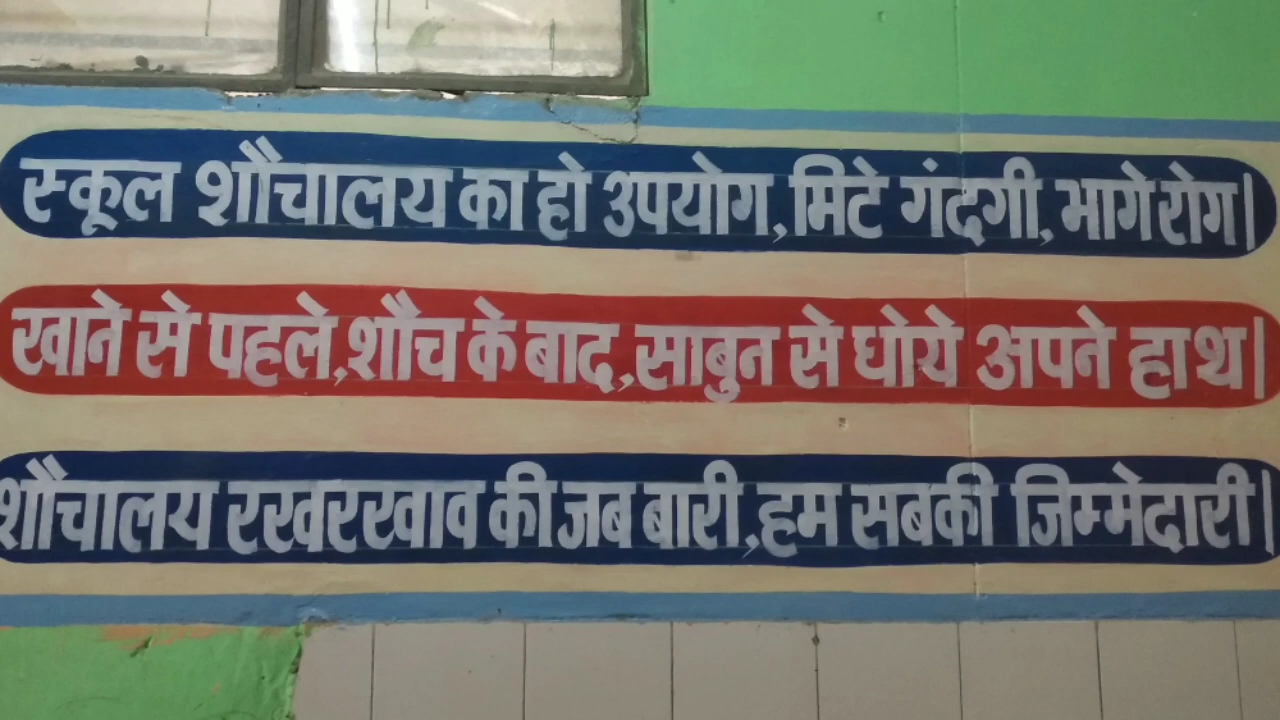 स्कूल शौचालय का हो उपयोग, मिटे गंदगी, भागे रोग।
खाने से पहले, शौच के बाद, साबुन से धोये अपने हाथ।
शौचालय रखरखाव की जब बारी, हम सबकी जिम्मेदारी।